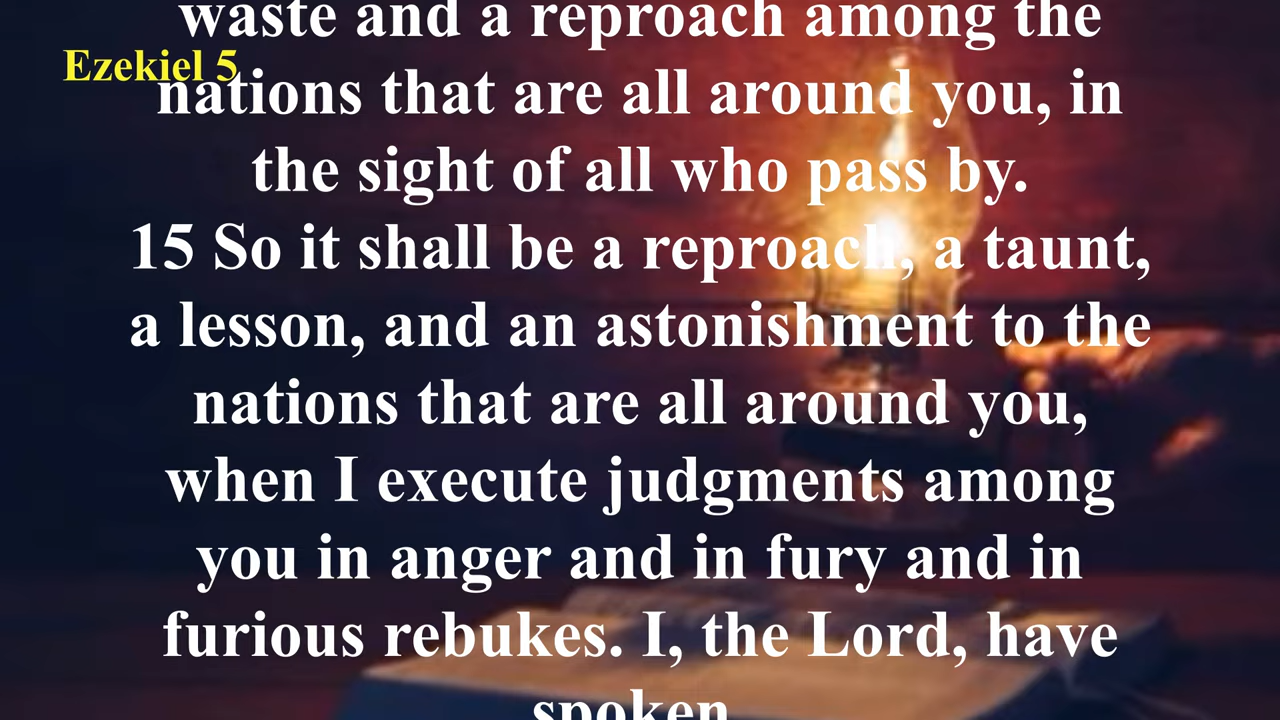 waste and a reproach among the
Ezekiel 5
nations that are all around you, in
the sight of all who pass by.
15 So it shall be a reproach, a taunt,
a lesson, and an astonishment to the
nations that are all around you,
when I execute judgments among
you in anger and in fury and in
furious rebukes. I, the Lord, have
spoken